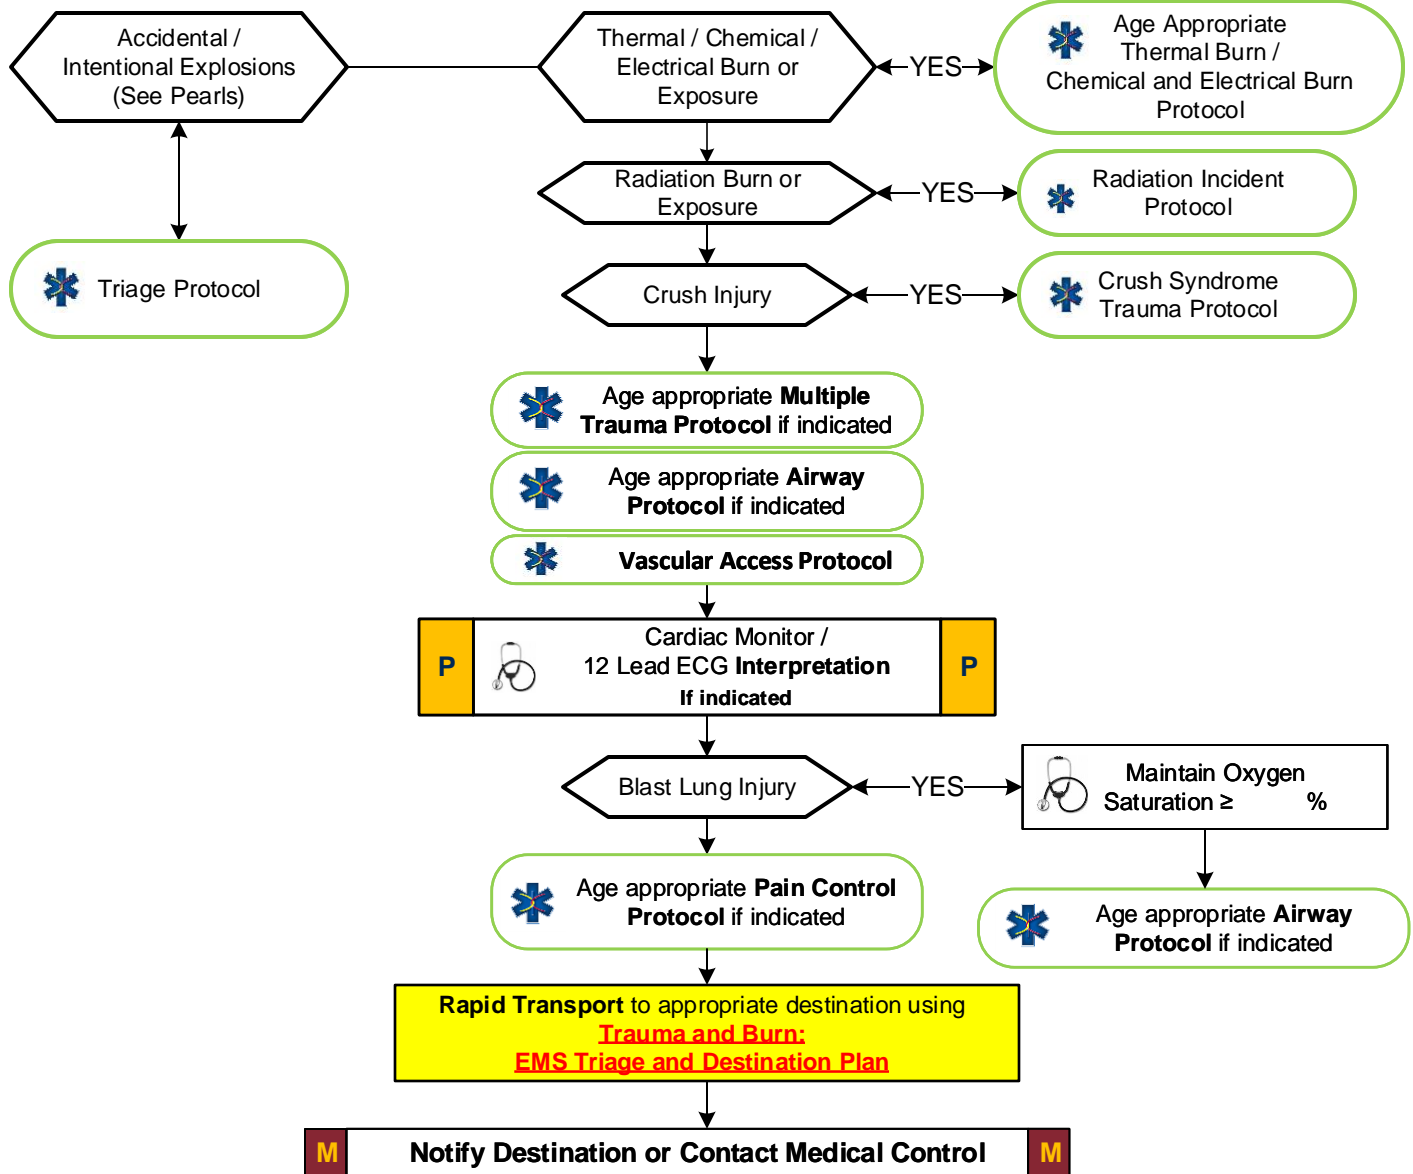 Accidental /
Intentional Explosions
(See Pearls)
Thermal / Chemical /
Electrical Burn or
Exposure
YES
Age Appropriate
Thermal Burn /
Chemical and Electrical Burn
Protocol
Radiation Burn or
Exposure
YES
Radiation Incident
Protocol
Triage Protocol
Crush Injury
YES
Crush Syndrome
Trauma Protocol
Age appropriate Multiple
Trauma Protocol if indicated
Age appropriate Airway
Protocol if indicated
Vascular Access Protocol
P
Cardiac Monitor /
12 Lead ECG Interpretation
If indicated
P
Blast Lung Injury
YES
Maintain Oxygen
Saturation ≥ %
Age appropriate Pain Control
Protocol if indicated
Age appropriate Airway
Protocol if indicated
Rapid Transport to appropriate destination using
Trauma and Burn:
EMS Triage and Destination Plan
M Notify Destination or Contact Medical Control M